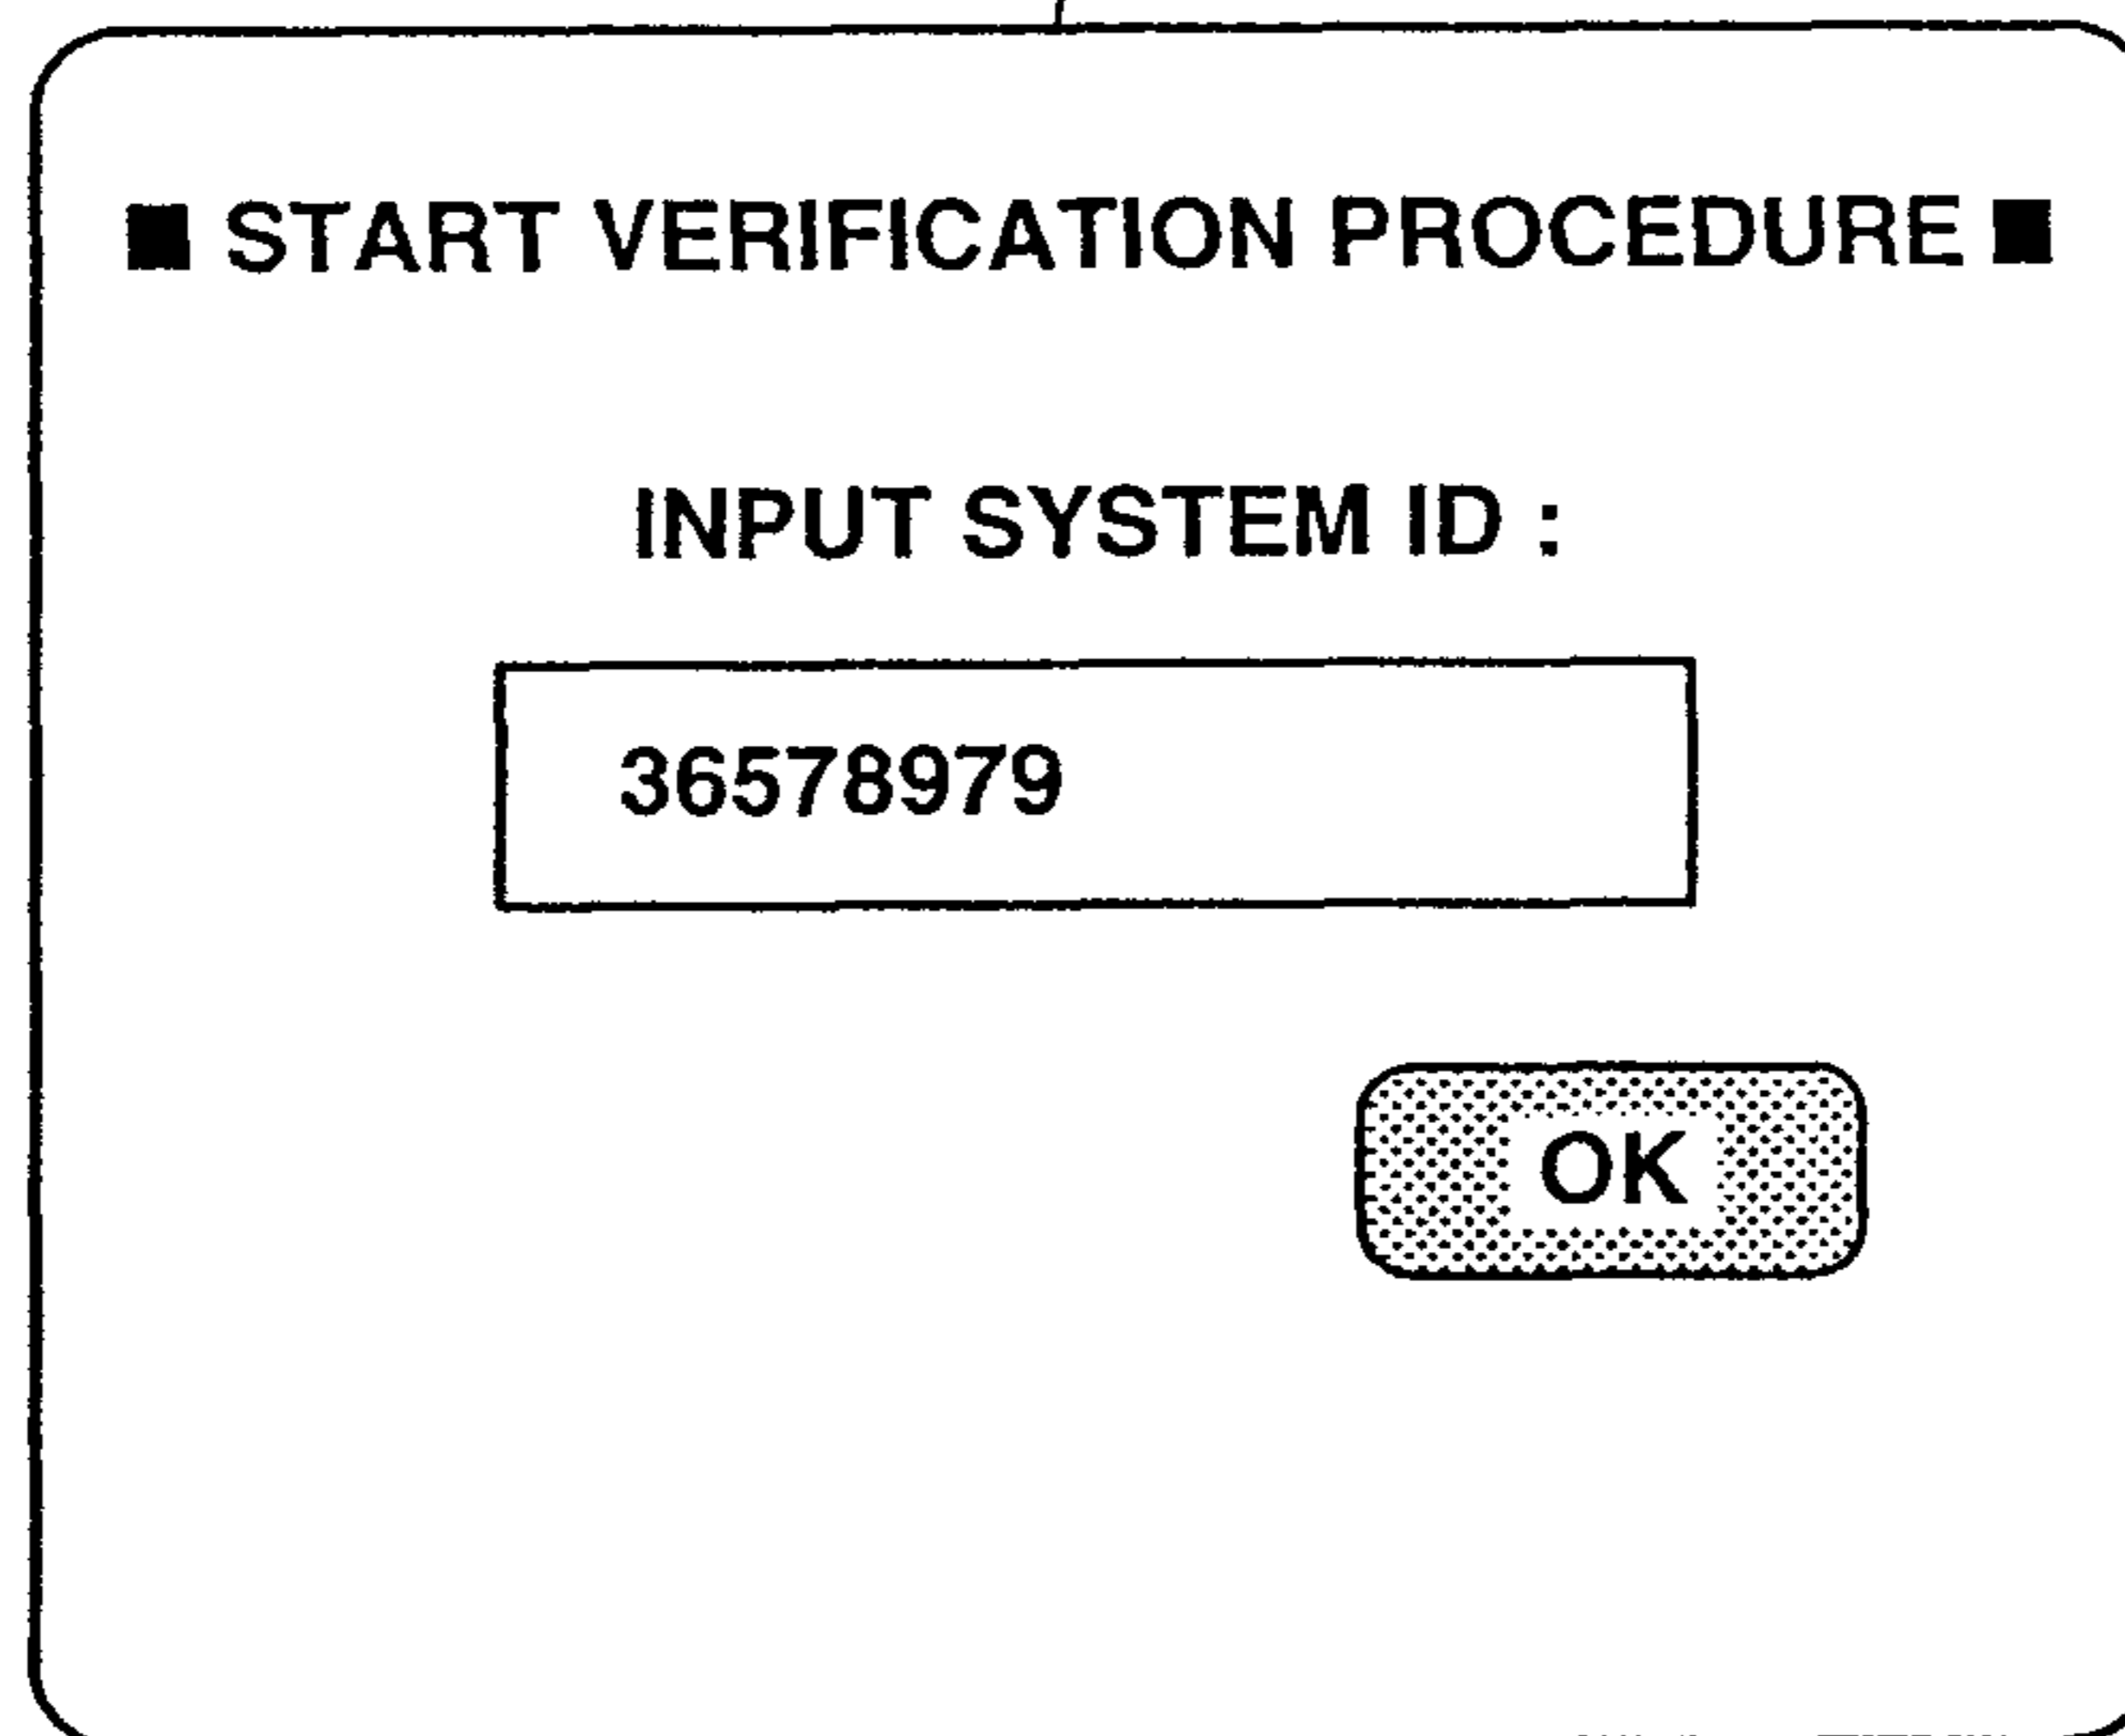 ■ START VERIFICATION PROCEDURE ■
INPUT SYSTEM ID :
36578979
OK